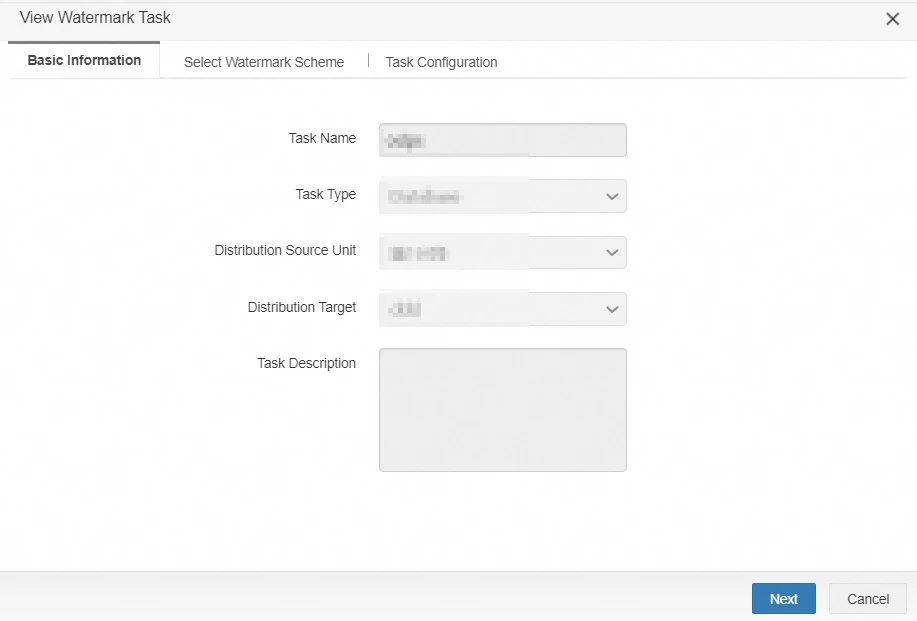 View Watermark Task
Basic Information
Select Watermark Scheme
Task Configuration
Task Name
Task Type
Distribution Source Unit
Distribution Target
Task Description
Next
Cancel